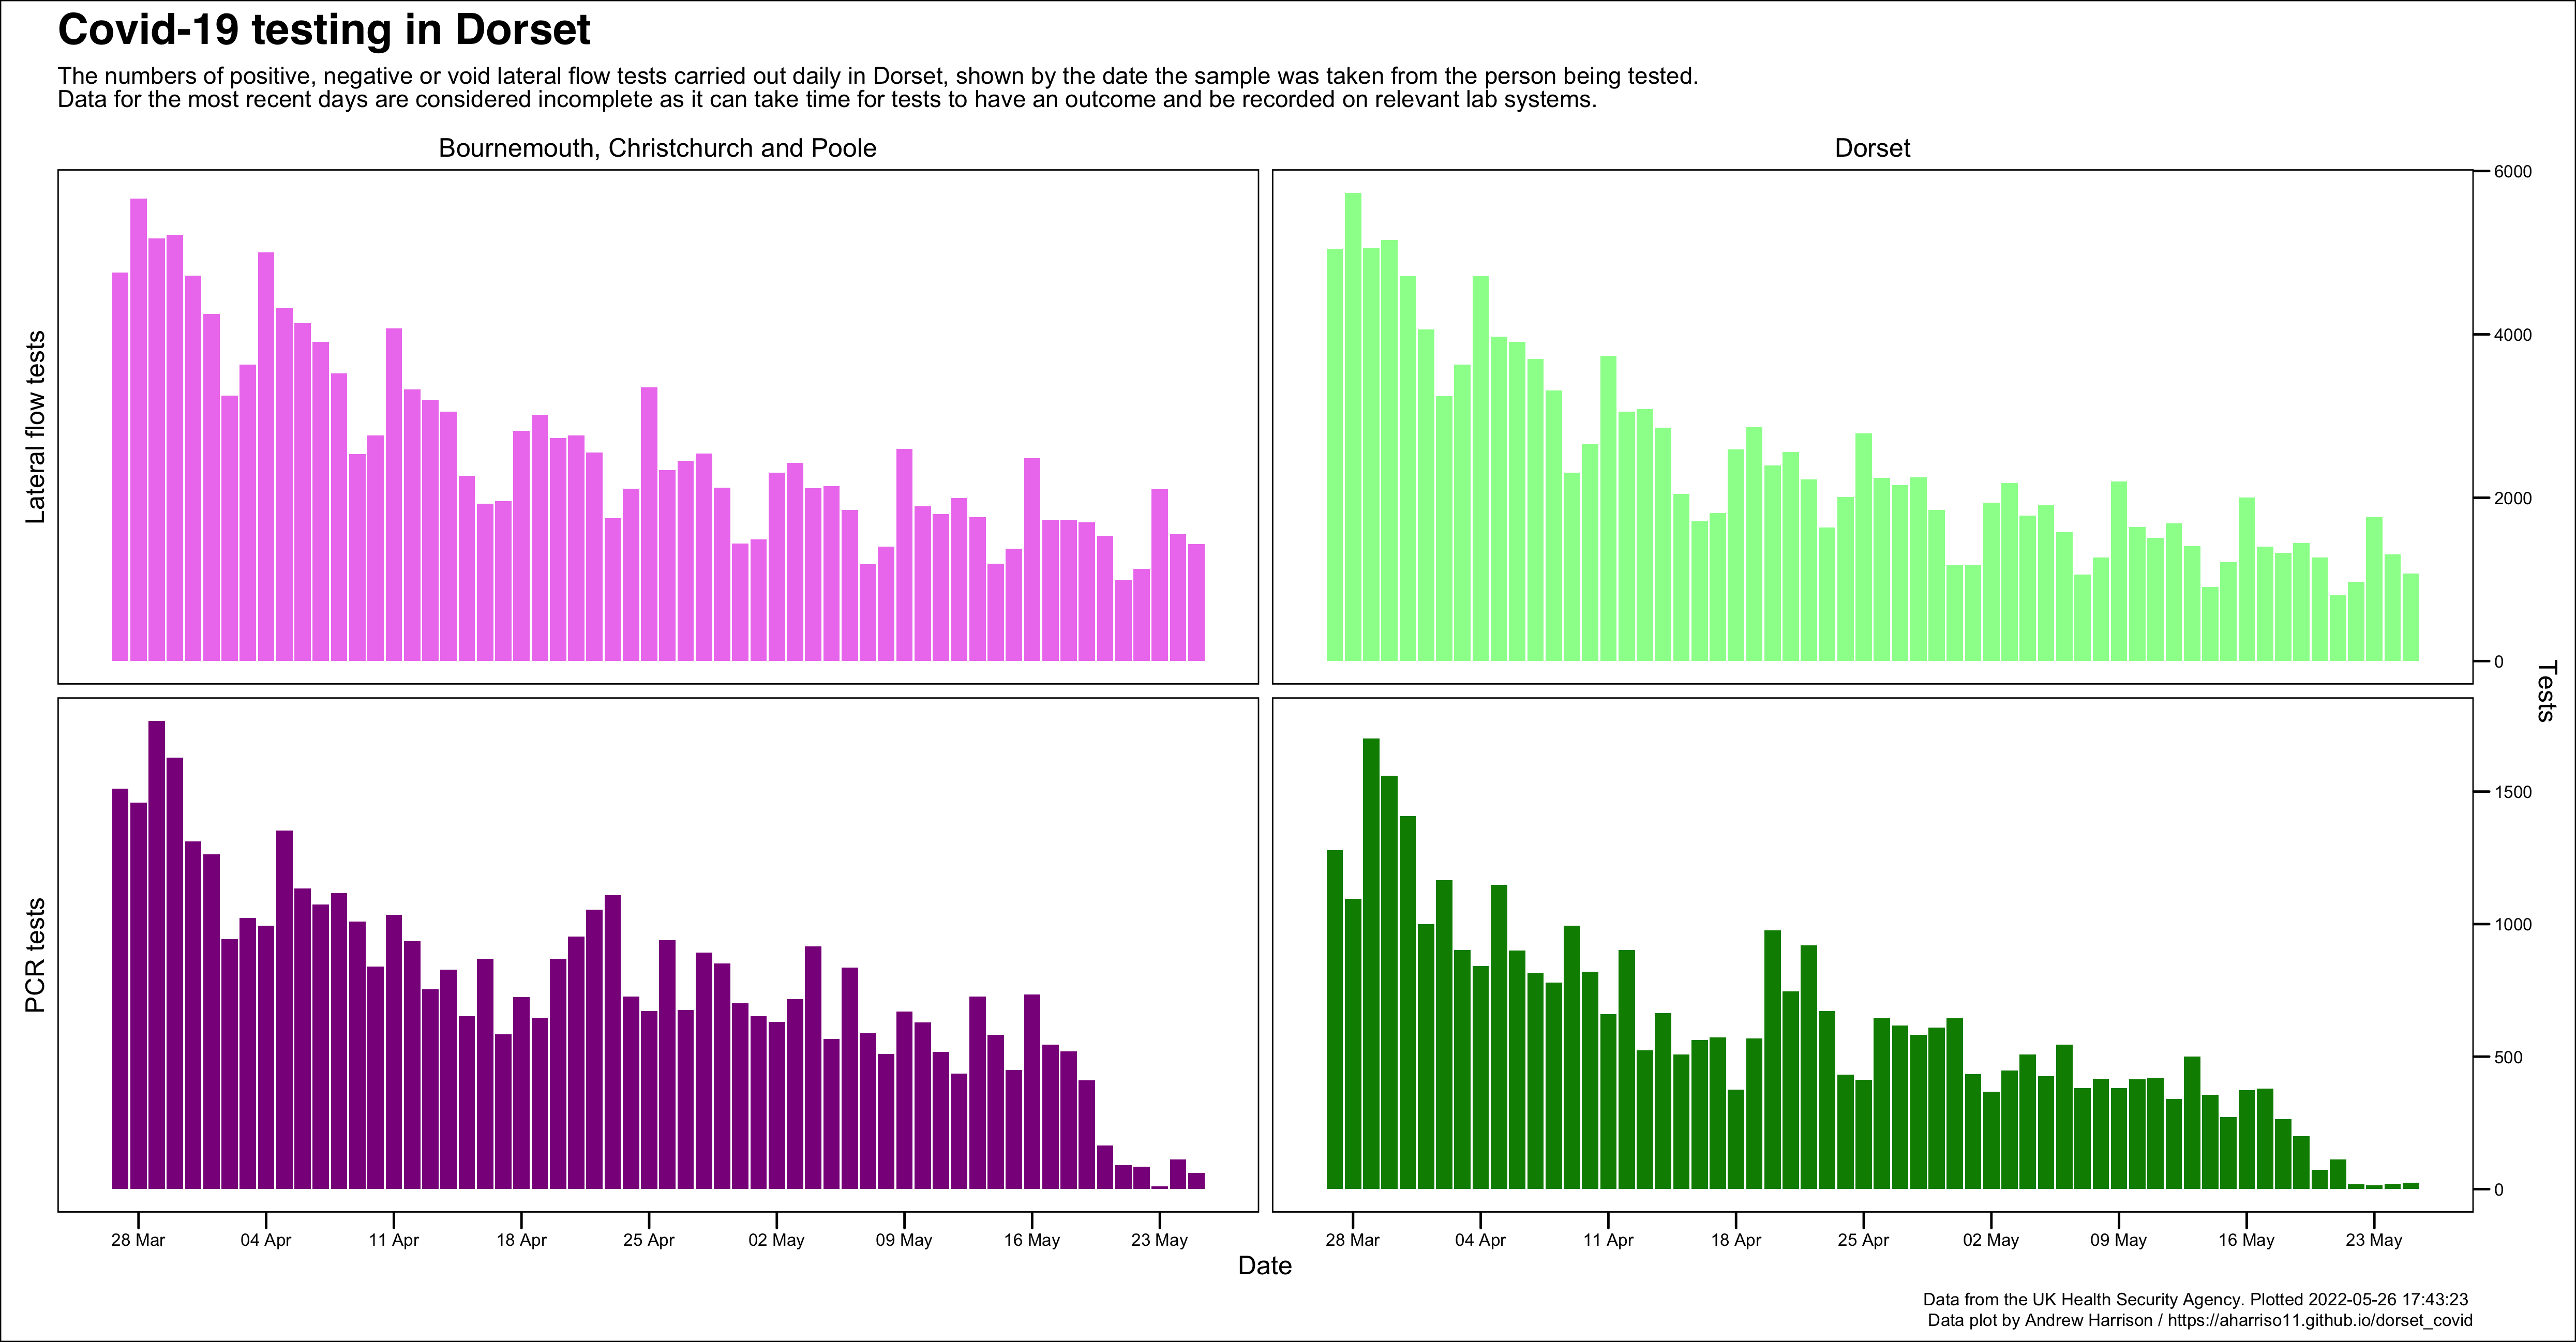 Covid-19 testing in Dorset
The numbers of positive, negative or void lateral flow tests carried out daily in Dorset, shown by the date the sample was taken from the person being tested.
Data for the most recent days are considered incomplete as it can take time for tests to have an outcome and be recorded on relevant lab systems.
Bournemouth, Christchurch and Poole
Dorset
Lateral flow tests
6000
4000
2000
0
Tests
PCR tests
1500
1000
500
0
28 Mar 04 Apr 11 Apr 18 Apr 25 Apr 02 May 09 May 16 May 23 May
28 Mar 04 Apr 11 Apr 18 Apr 25 Apr 02 May 09 May 16 May 23 May
Date
Data from the UK Health Security Agency. Plotted 2022-05-26 17:43:23
Data plot by Andrew Harrison / https://aharriso11.github.io/dorset_covid